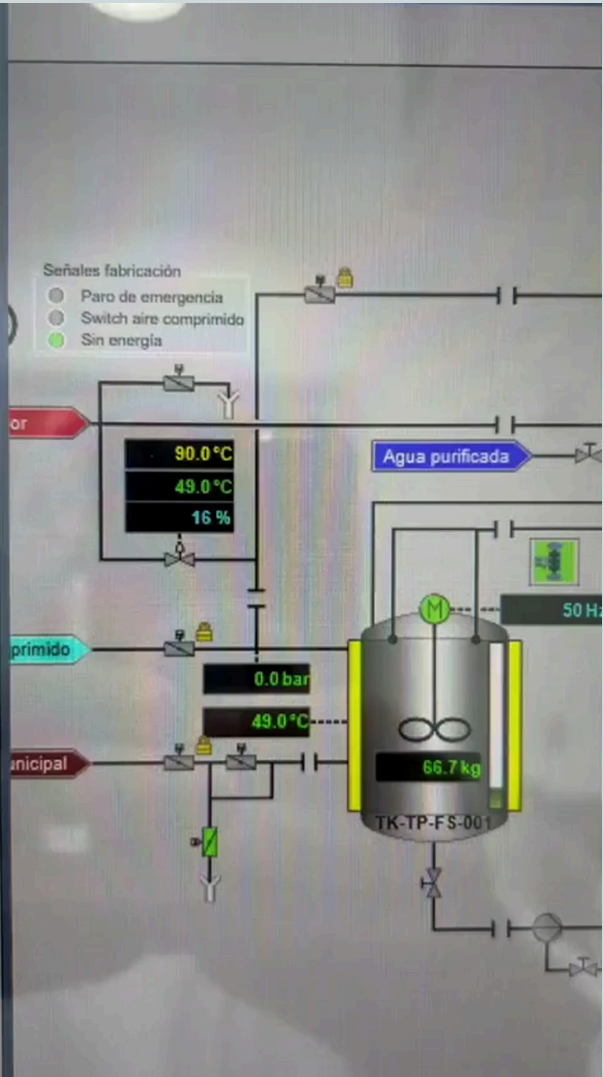 Señales fabricación
Paro de emergencia
Switch aire comprimido
Sin energía
or
90.0 °C
49.0 °C
16 %
Agua purificada
M
50 Hz
primido
0.0 bar
49.0 °C
unicipal
66.7 kg
TK-TP-FS-001